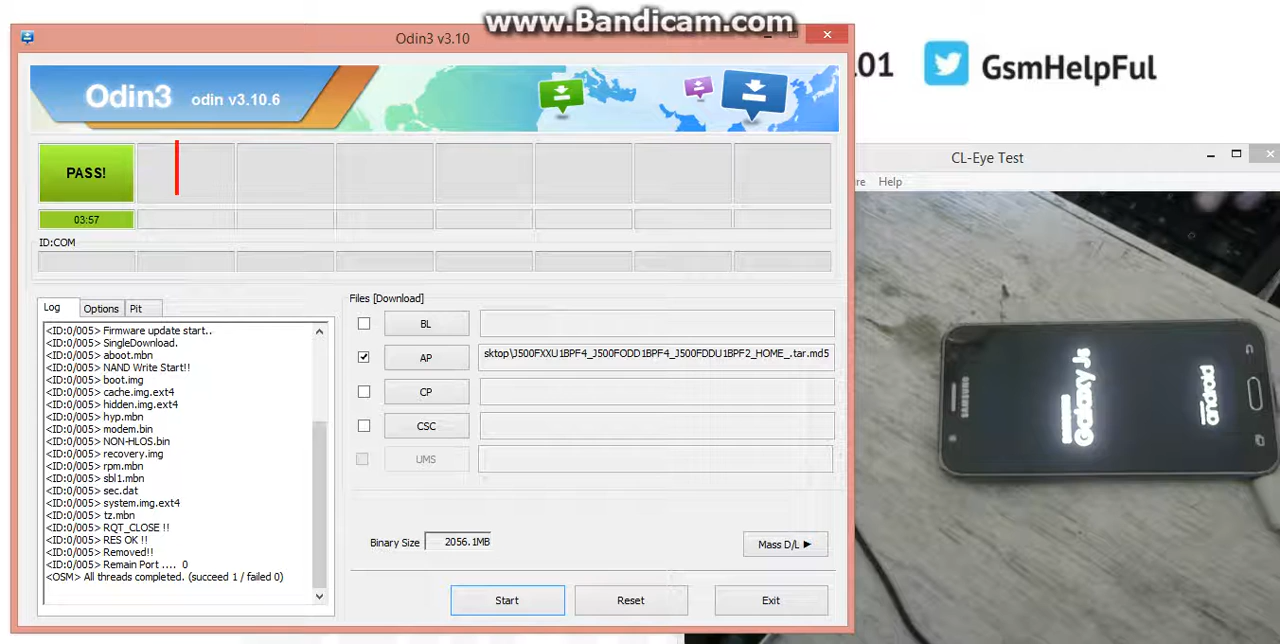 www.Bandicam.com
Odin3 v3.10
Odin3 odin v3.10.6
PASS!
03:57
ID:COM
Log Options Pit
<ID:0/005> Firmware update start..
<ID:0/005> SingleDownload.
<ID:0/005> aboot.mbn
<ID:0/005> NAND Write Start!!
<ID:0/005> boot.img
<ID:0/005> cache.img.ext4
<ID:0/005> hidden.img.ext4
<ID:0/005> hyp.mbn
<ID:0/005> modem.bin
<ID:0/005> NON-HLOS.bin
<ID:0/005> recovery.img
<ID:0/005> rpm.mbn
<ID:0/005> sbl1.mbn
<ID:0/005> sec.dat
<ID:0/005> system.img.ext4
<ID:0/005> tz.mbn
<ID:0/005> RQT_CLOSE !!
<ID:0/005> RES OK !!
<ID:0/005> Removed!!
<ID:0/005> Remain Port .... 0
<OSM> All threads completed. (succeed 1 / failed 0)
Files [Download]
BL
AP sktop\J500FXXU1BPF4_J500FODD1BPF4_J500FDDU1BPF2_HOME_.tar.md5
CP
CSC
UMS
Binary Size 2056.1MB
Mass D/L ►
Start Reset Exit
.01 GsmHelpFul
CL-Eye Test
re Help
SAMSUNG
SAMSUNG
Galaxy J5
android